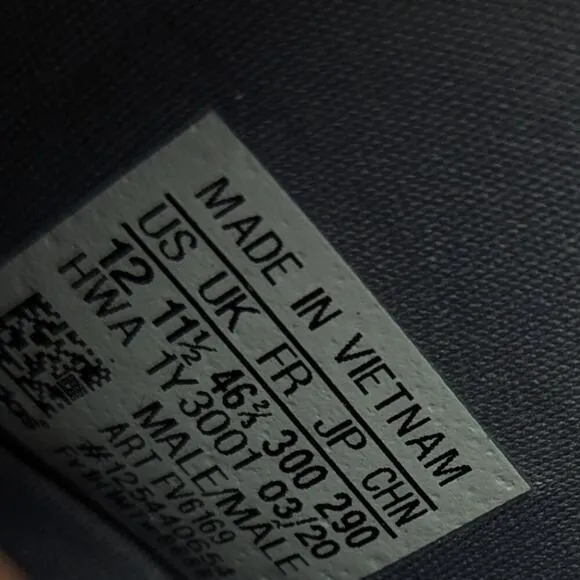 MADE IN VIETNAM
US UK FR JP CHN
12 11½ 46⅔ 300 290
HWA 1Y3001 03/20
MALE/MALE
ART FV6169